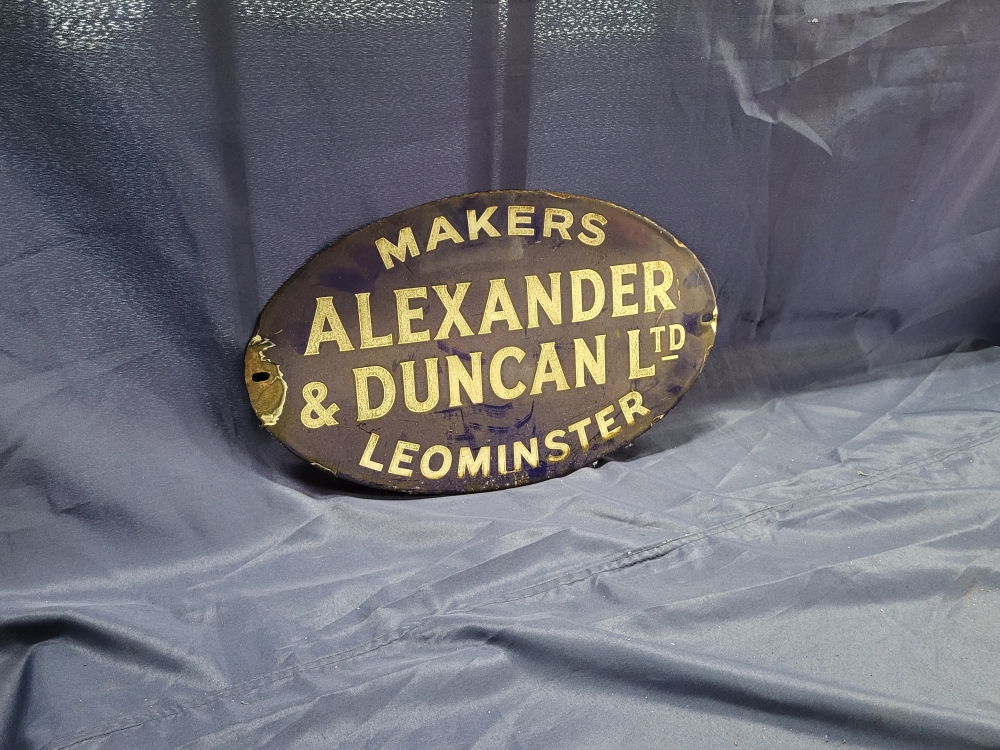 MAKERS
ALEXANDER
& DUNCAN LTD
LEOMINSTER